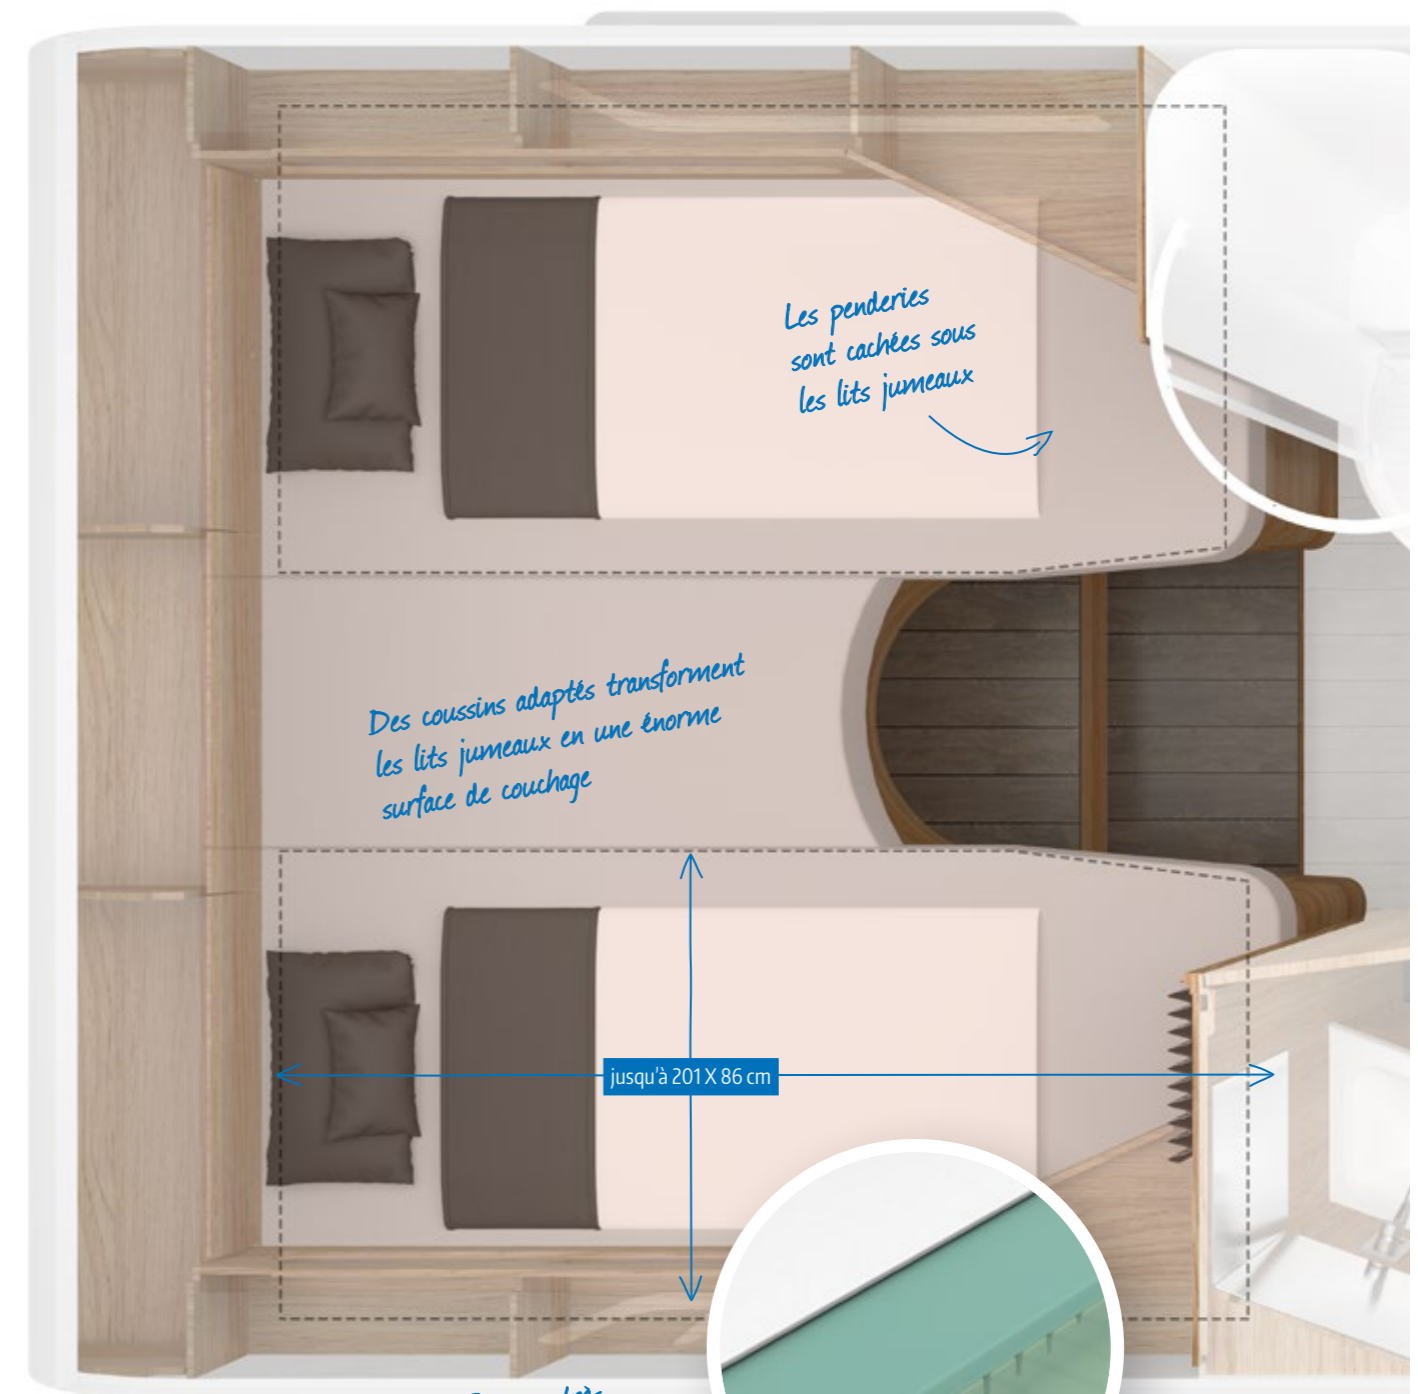 Les penderies
sont cachées sous
les lits jumeaux
Des coussins adaptés transforment
les lits jumeaux en une énorme
surface de couchage
jusqu'à 201 X 86 cm